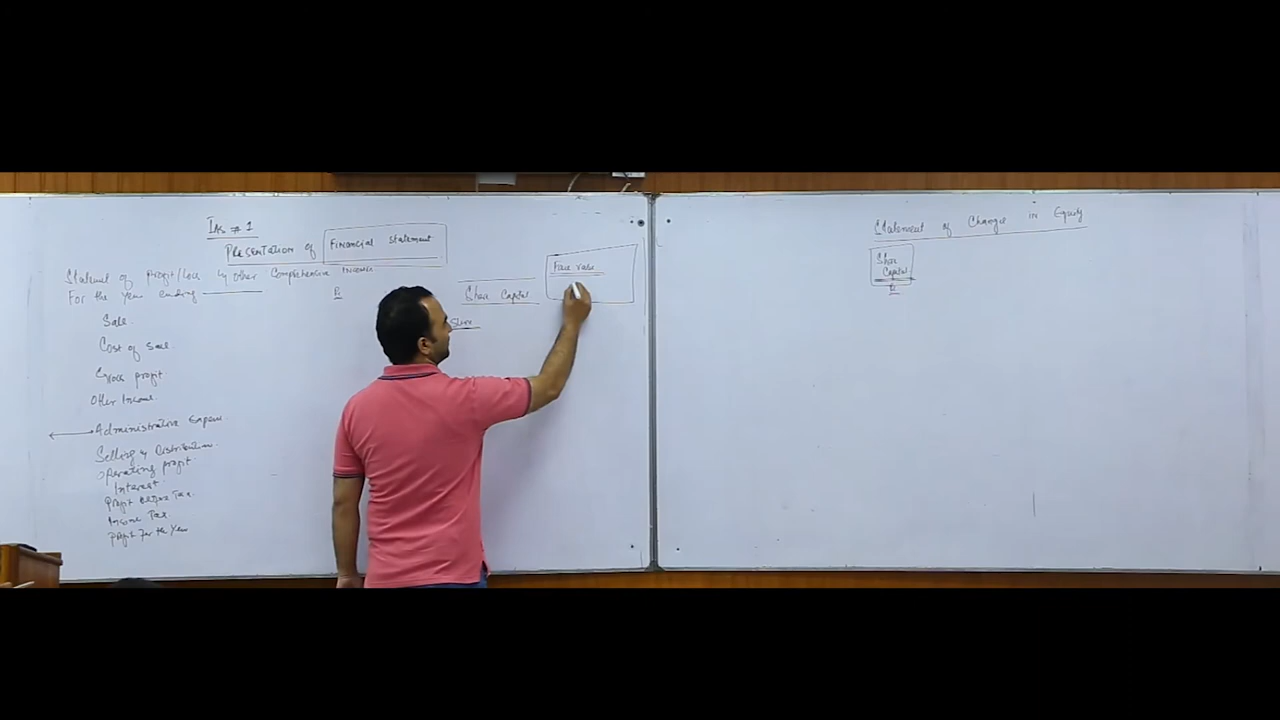 IAS # 1
PRESENTATION of Financial Statement
Statement of Profit/Loss & Other Comprehensive Income
For the Year ending
Sale.
Cost of Sale.
Gross profit.
Other Income.
Administrative Expense
Selling & Distribution.
Operating profit
Interest
Profit Before Tax.
Income Tax
Profit For the Year
Share Capital
Face value
Statement of Changes in Equity
Share
Capital